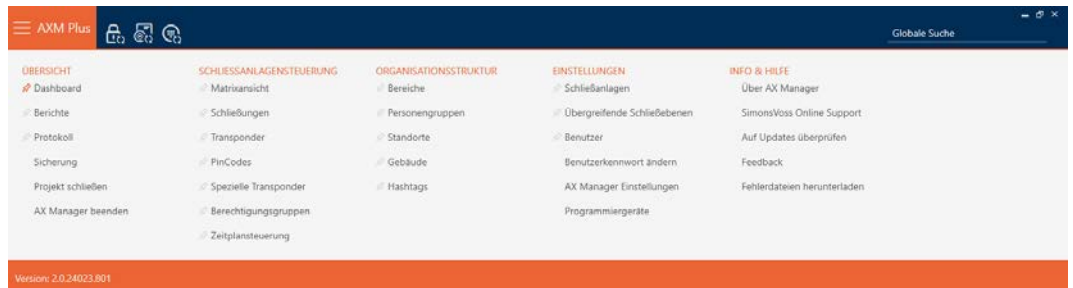 AXM Plus
Globale Suche
ÜBERSICHT
Dashboard
Berichte
Protokoll
Sicherung
Projekt schließen
AX Manager beenden
SCHLIESSANLAGENSTEUERUNG
Matrixansicht
Schließungen
Transponder
PinCodes
Spezielle Transponder
Berechtigungsgruppen
Zeitplansteuerung
ORGANISATIONSSTRUKTUR
Bereiche
Personengruppen
Standorte
Gebäude
Hashtags
EINSTELLUNGEN
Schließanlagen
Übergreifende Schließebenen
Benutzer
Benutzerkennwort ändern
AX Manager Einstellungen
Programmiergeräte
INFO & HILFE
Über AX Manager
SimonsVoss Online Support
Auf Updates überprüfen
Feedback
Fehlerdateien herunterladen
Version: 2.0.24023.801